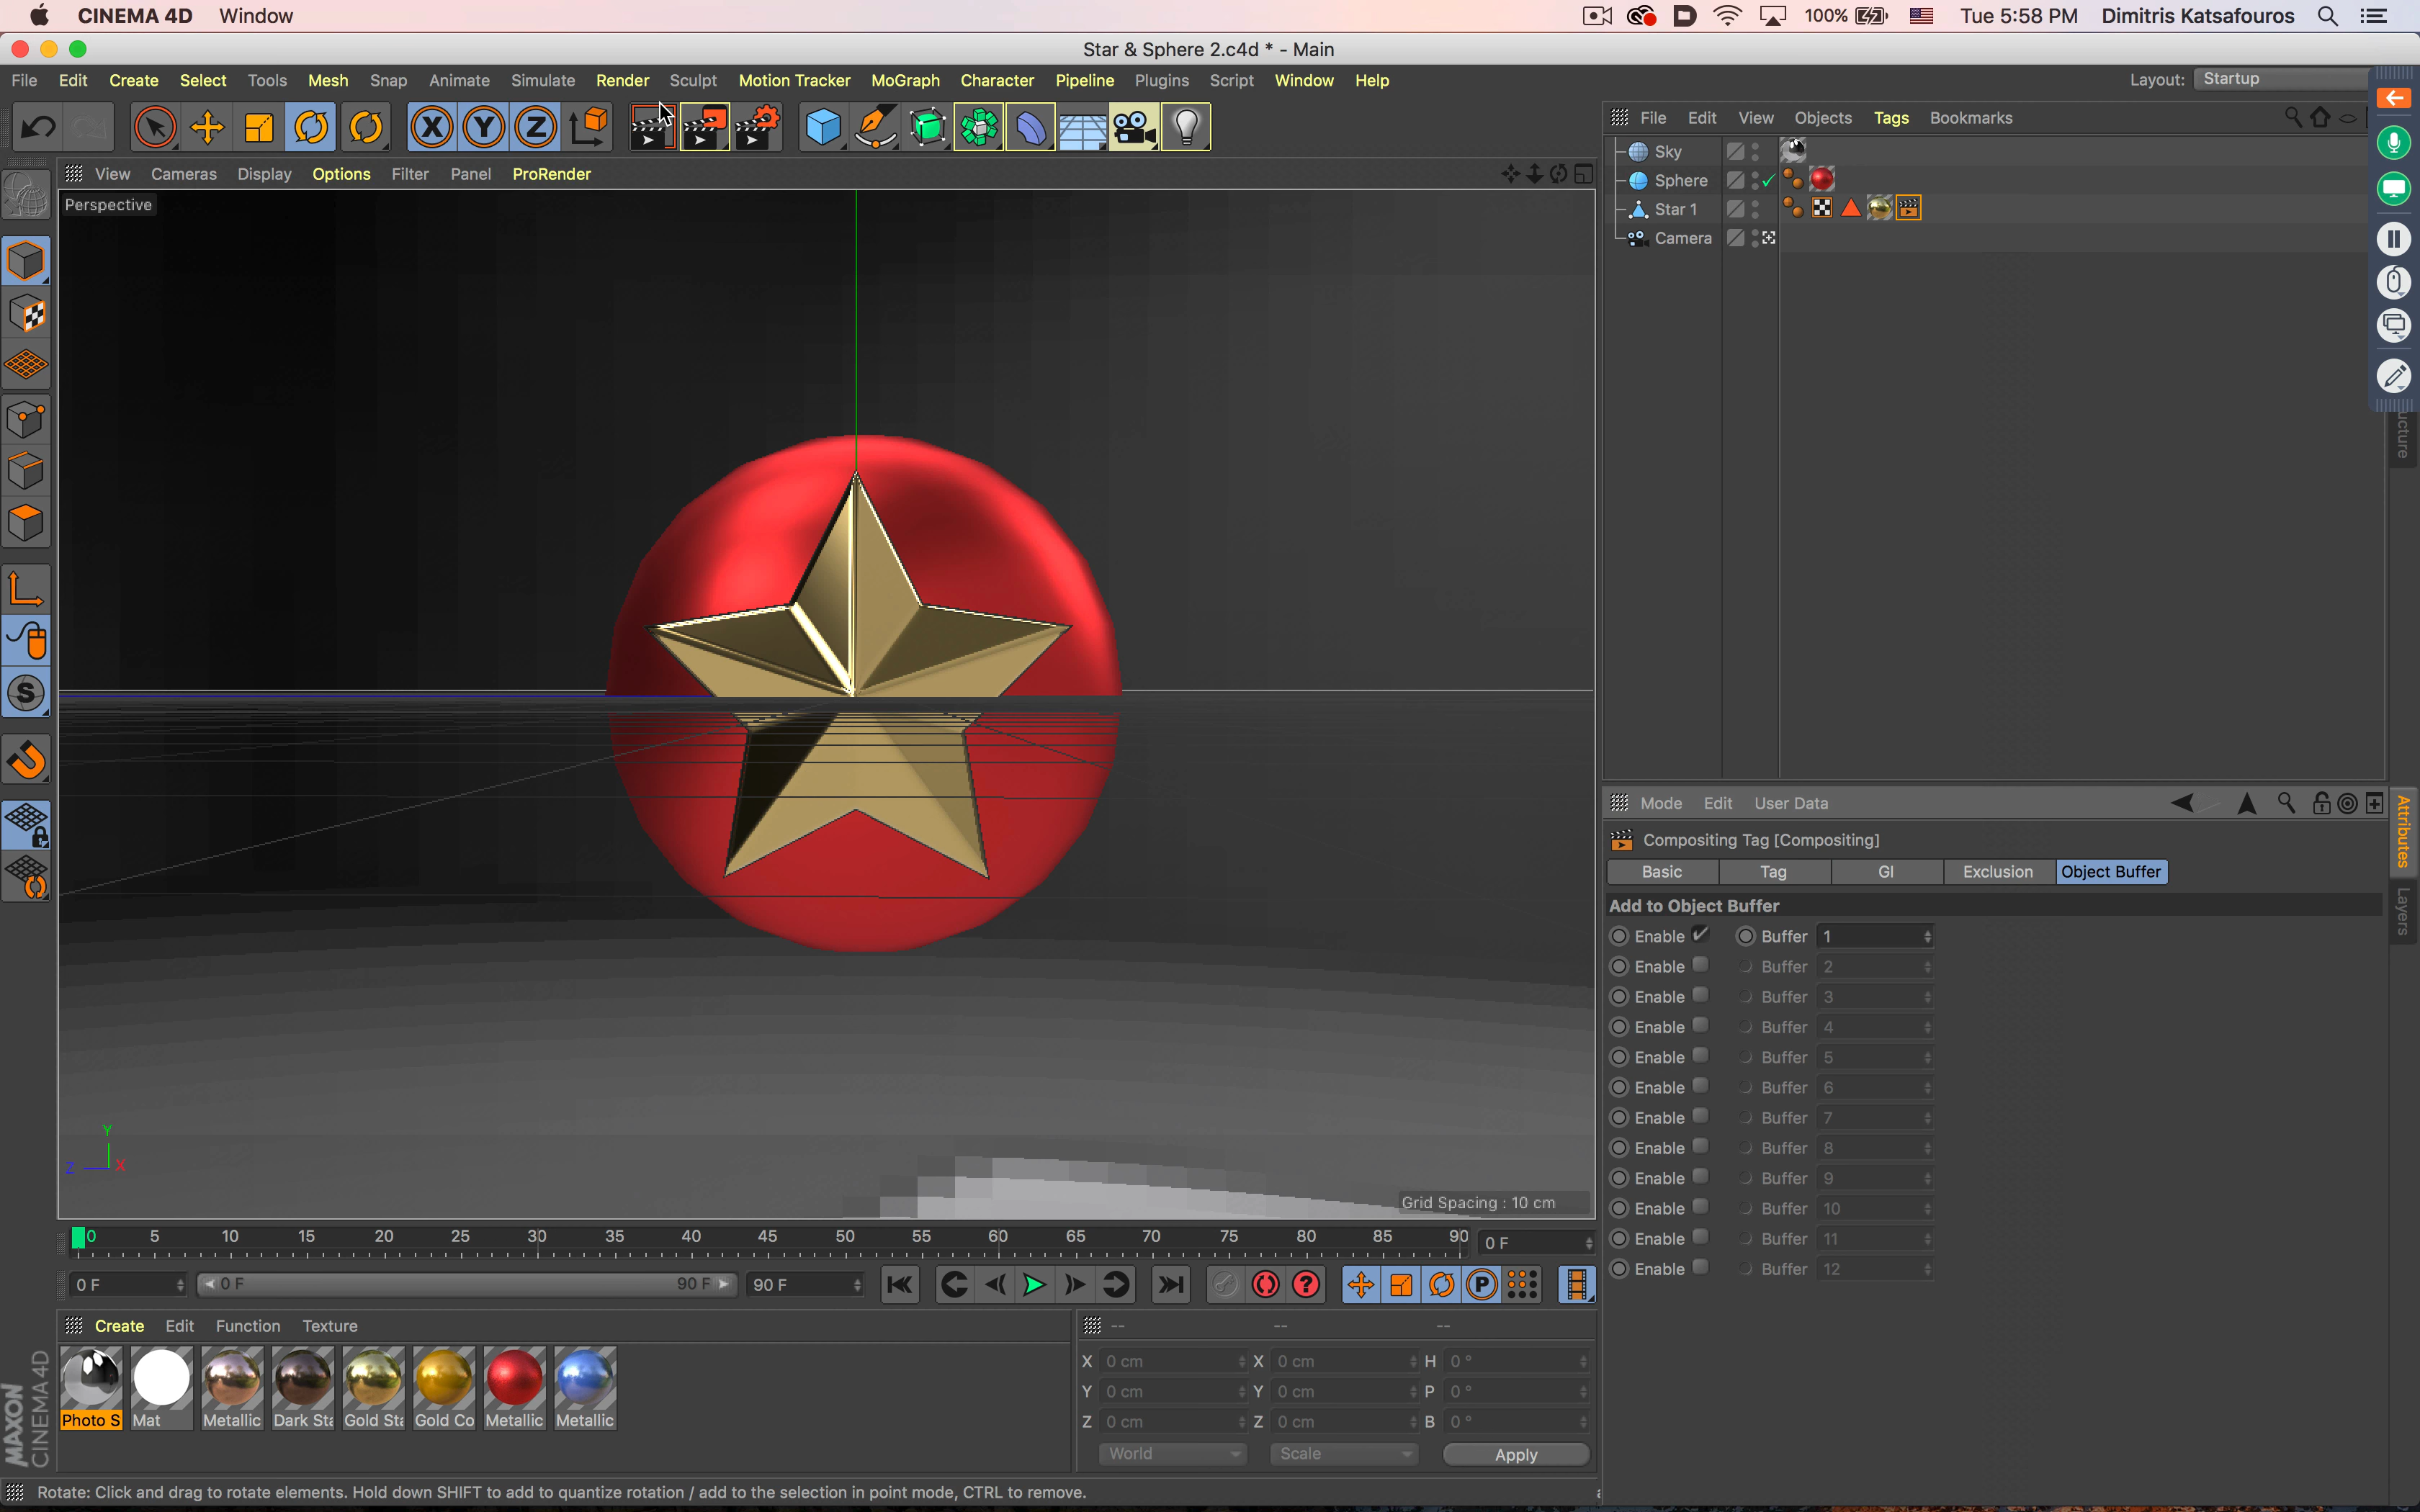 CINEMA 4D Window 100% Tue 5:58 PM Dimitris Katsafouros
Star & Sphere 2.c4d * - Main
File Edit Create Select Tools Mesh Snap Animate Simulate Render Sculpt Motion Tracker MoGraph Character Pipeline Plugins Script Window Help Layout: Startup
X Y Z
File Edit View Objects Tags Bookmarks
View Cameras Display Options Filter Panel ProRender
Perspective
Sky
Sphere
Star 1
Camera
ucture
S
Mode Edit User Data
Attributes
Layers
Compositing Tag [Compositing]
Basic Tag GI Exclusion Object Buffer
Add to Object Buffer
Enable Buffer 1
Enable Buffer 2
Enable Buffer 3
Enable Buffer 4
Enable Buffer 5
Enable Buffer 6
Enable Buffer 7
Enable Buffer 8
Enable Buffer 9
Enable Buffer 10
Enable Buffer 11
Enable Buffer 12
Y
Z X
Grid Spacing : 10 cm
0 5 10 15 20 25 30 35 40 45 50 55 60 65 70 75 80 85 90 0 F
0 F 0 F 90 F 90 F ? P
Create Edit Function Texture
-- -- --
Photo S Mat Metallic Dark Sta Gold Sta Gold Co Metallic Metallic
X 0 cm X 0 cm H 0 °
Y 0 cm Y 0 cm P 0 °
Z 0 cm Z 0 cm B 0 °
World Scale Apply
MAXON
CINEMA 4D
Rotate: Click and drag to rotate elements. Hold down SHIFT to add to quantize rotation / add to the selection in point mode, CTRL to remove.